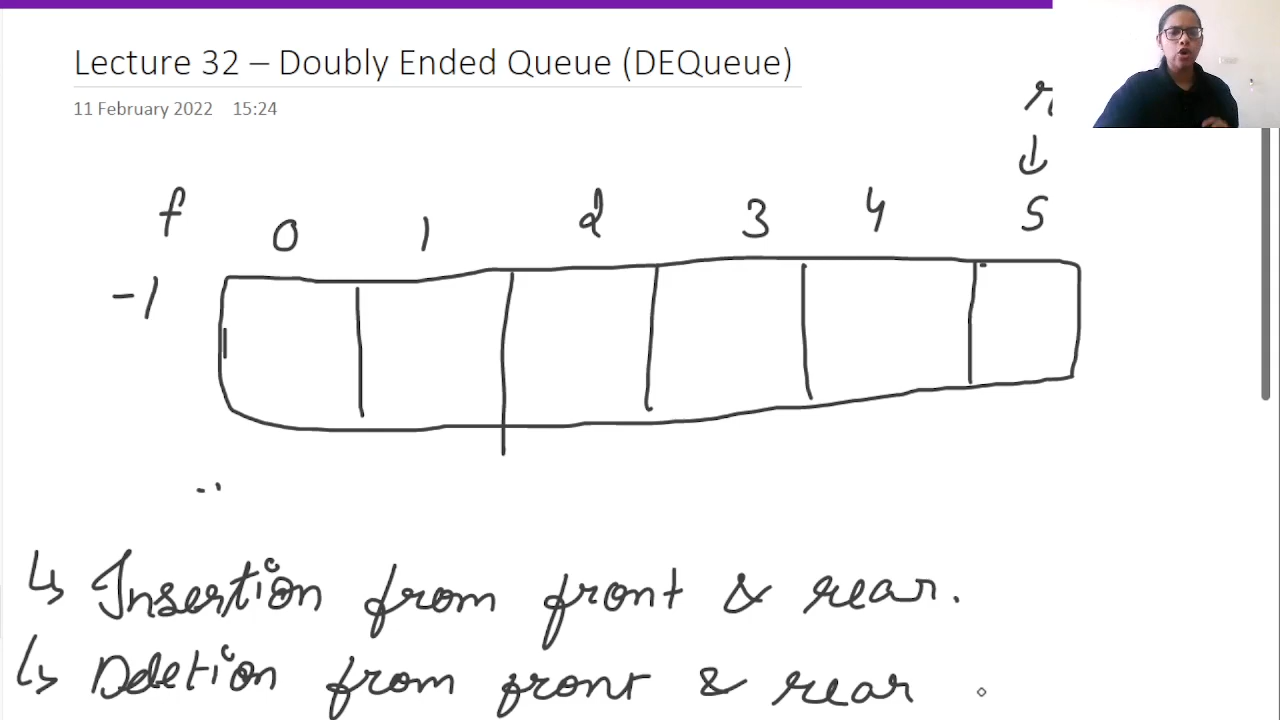 Lecture 32 – Doubly Ended Queue (DEQueue)
11 February 2022 15:24
r
↓
f 0 1 2 3 4 5
-1
↳ Insertion from front & rear.
↳ Deletion from front & rear